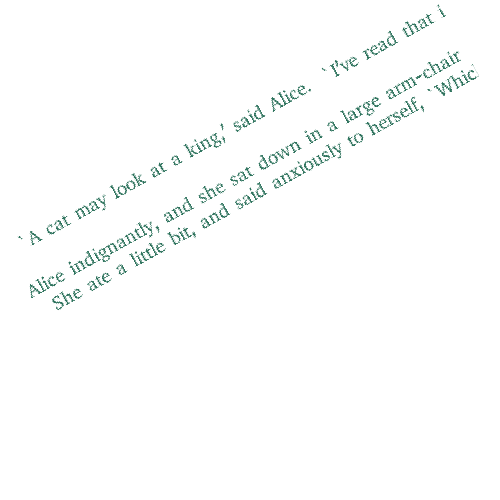 `A cat may look at a king,' said Alice. `I've read that i
Alice indignantly, and she sat down in a large arm-chair
She ate a little bit, and said anxiously to herself, `Whic